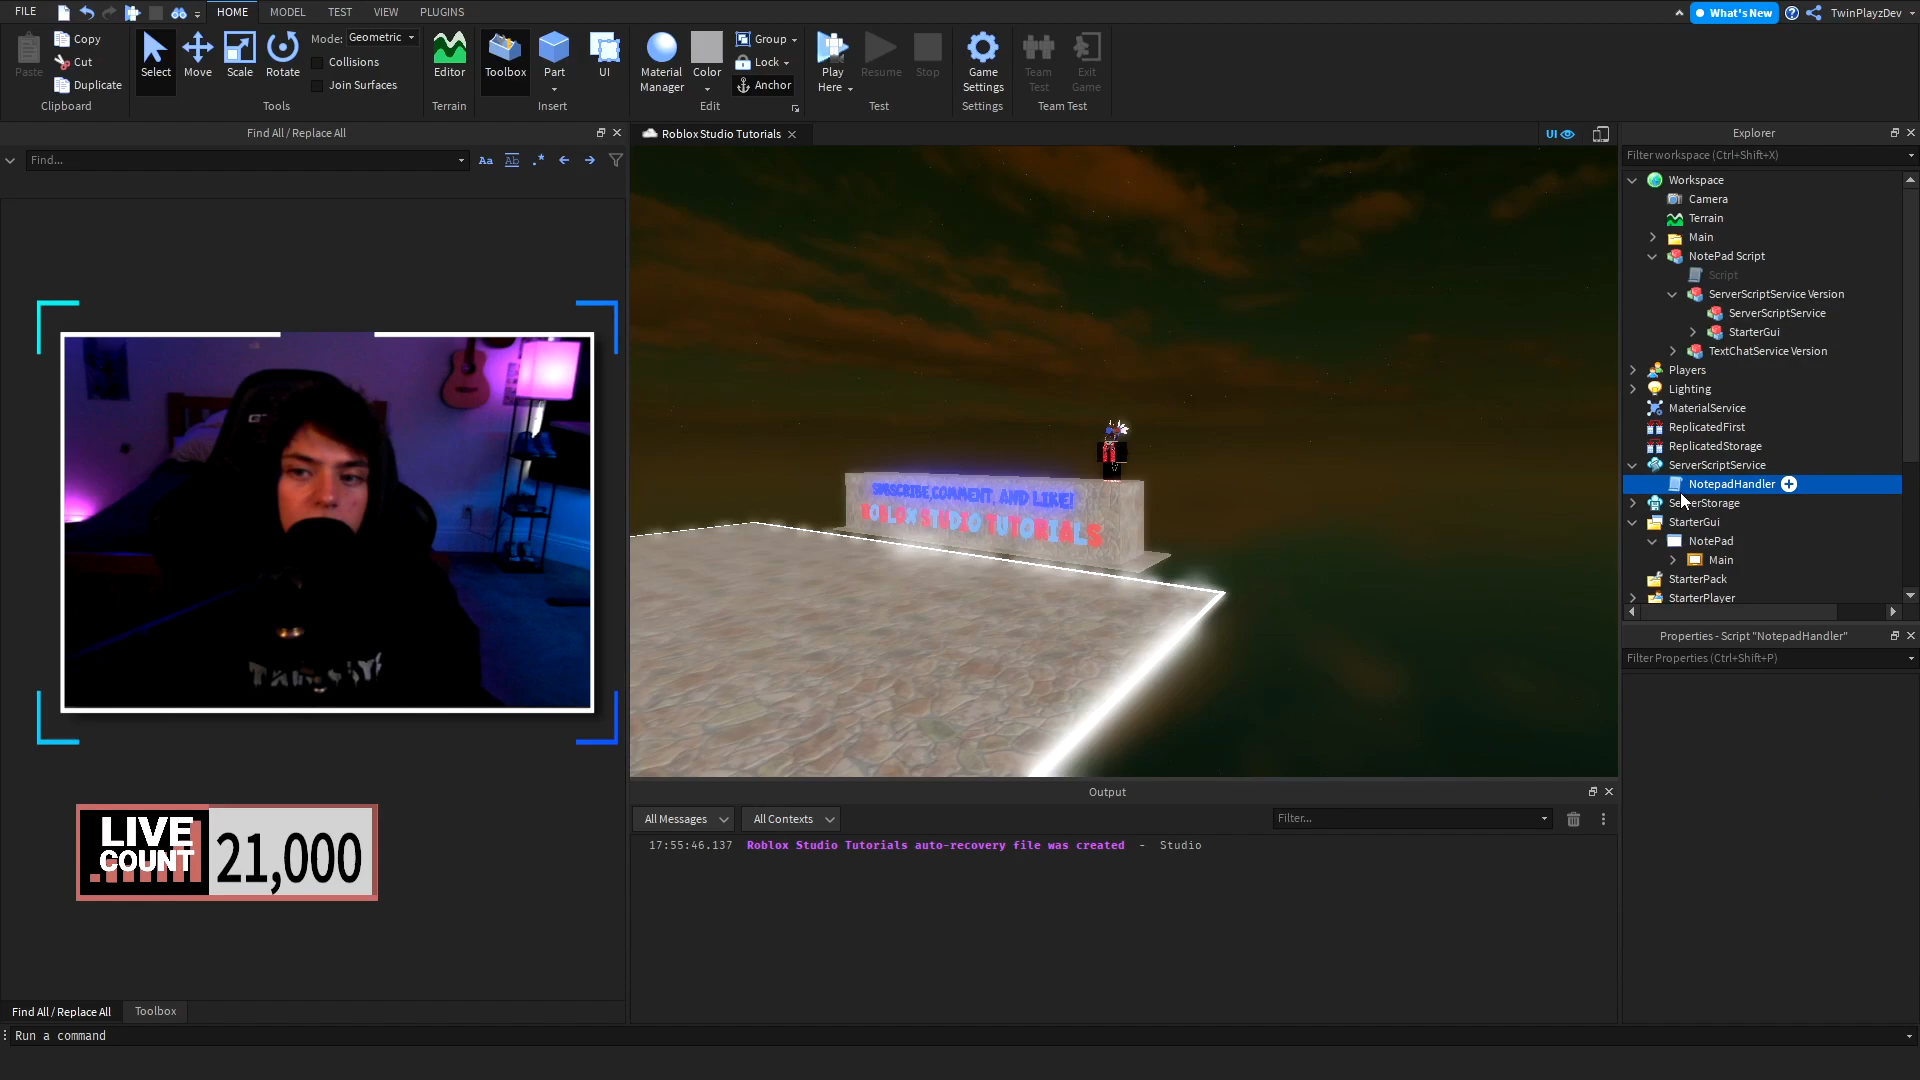 FILE
HOME
MODEL
TEST
VIEW
PLUGINS
What's New
TwinPlayzDev
Paste
Copy
Cut
Duplicate
Clipboard
Select
Move
Scale
Rotate
Mode: Geometric
Collisions
Join Surfaces
Tools
Editor
Terrain
Toolbox
Part
UI
Insert
Material
Manager
Color
Group
Lock
Anchor
Edit
Play
Here
Resume
Stop
Test
Game
Settings
Settings
Team
Test
Exit
Game
Team Test
Find All / Replace All
Find...
Aa
Ab
.*
LIVE
COUNT
21,000
Find All / Replace All
Toolbox
Run a command
Roblox Studio Tutorials
UI
SUBSCRIBE,COMMENT, AND LIKE!
ROBLOX STUDIO TUTORIALS
Output
All Messages
All Contexts
Filter...
17:55:46.137 Roblox Studio Tutorials auto-recovery file was created - Studio
Explorer
Filter workspace (Ctrl+Shift+X)
Workspace
Camera
Terrain
Main
NotePad Script
Script
ServerScriptService Version
ServerScriptService
StarterGui
TextChatService Version
Players
Lighting
MaterialService
ReplicatedFirst
ReplicatedStorage
ServerScriptService
NotepadHandler
ServerStorage
StarterGui
NotePad
Main
StarterPack
StarterPlayer
Properties - Script "NotepadHandler"
Filter Properties (Ctrl+Shift+P)